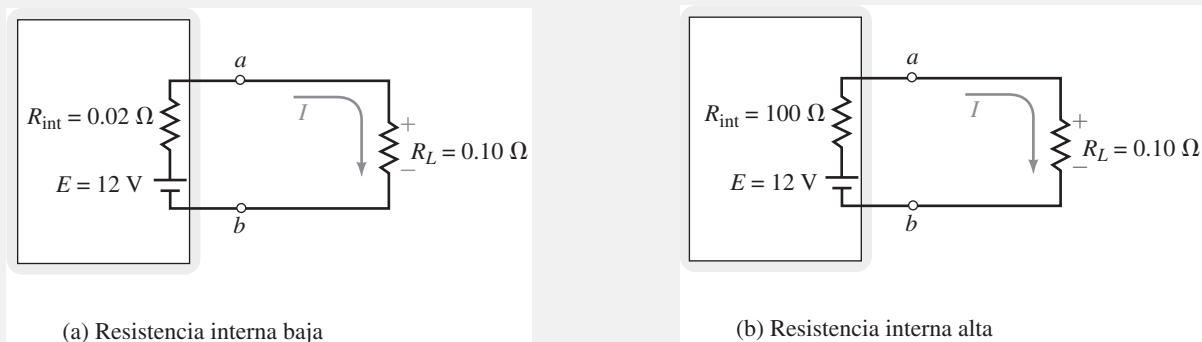 a
R_int = 0.02 Ω
I
+
R_L = 0.10 Ω
−
E = 12 V
b
(a) Resistencia interna baja
a
R_int = 100 Ω
I
+
R_L = 0.10 Ω
−
E = 12 V
b
(b) Resistencia interna alta